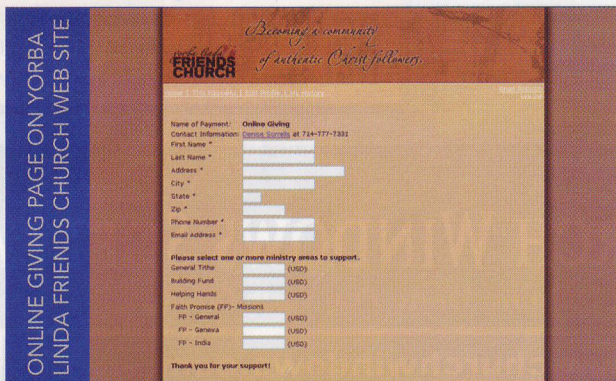 ONLINE GIVING PAGE ON YORBA
LINDA FRIENDS CHURCH WEB SITE
Becoming a community
of authentic Christ followers.
yorba linda
FRIENDS
CHURCH
Name of Payment: Online Giving
Contact Information: Denise Sorrells at 714-777-7331
First Name *
Last Name *
Address *
City *
State *
Zip *
Phone Number *
Email Address *
Please select one or more ministry areas to support.
General Tithe (USD)
Building Fund (USD)
Helping Hands (USD)
Faith Promise (FP)- Missions
FP - General (USD)
FP - Geneva (USD)
FP - India (USD)
Thank you for your support!